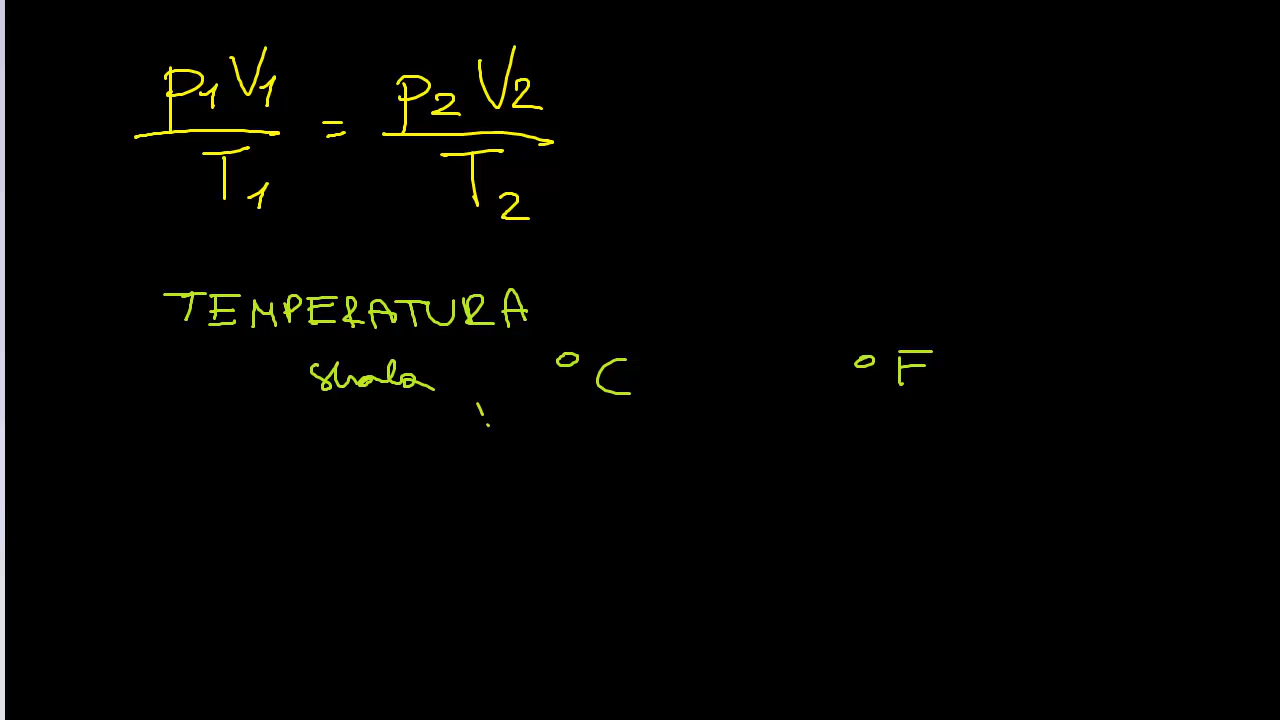 p₁V₁/T₁ = p₂V₂/T₂
TEMPERATURA
skala °C °F